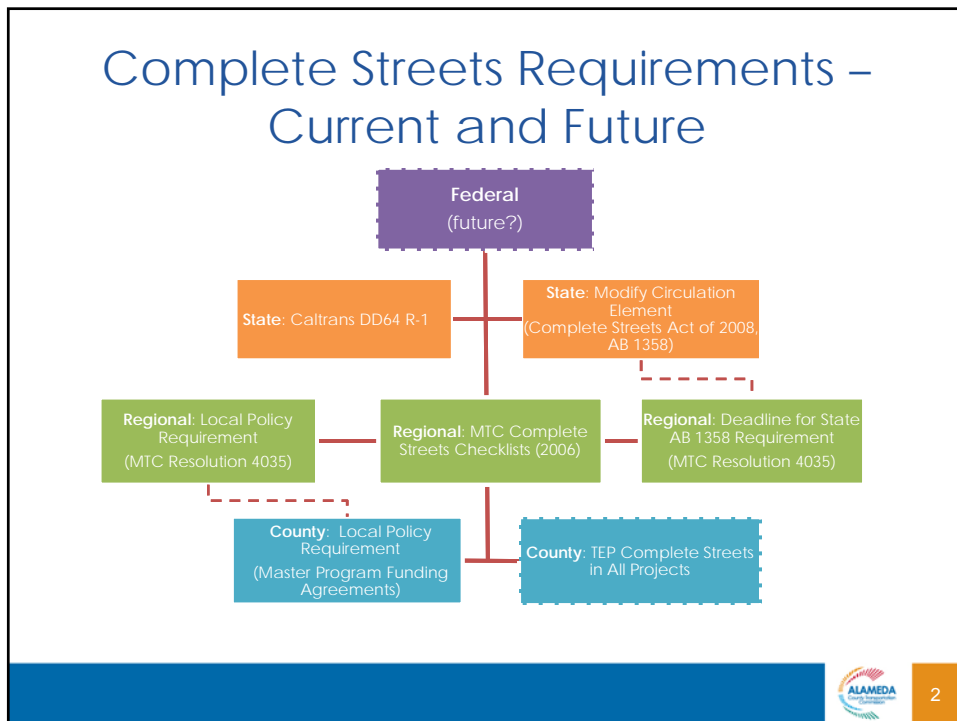 Complete Streets Requirements –
Current and Future
Federal
(future?)
State: Caltrans DD64 R-1
State: Modify Circulation
Element
(Complete Streets Act of 2008,
AB 1358)
Regional: Local Policy
Requirement
(MTC Resolution 4035)
Regional: MTC Complete
Streets Checklists (2006)
Regional: Deadline for State
AB 1358 Requirement
(MTC Resolution 4035)
County: Local Policy
Requirement
(Master Program Funding
Agreements)
County: TEP Complete Streets
in All Projects
ALAMEDA
County Transportation
Commission
2